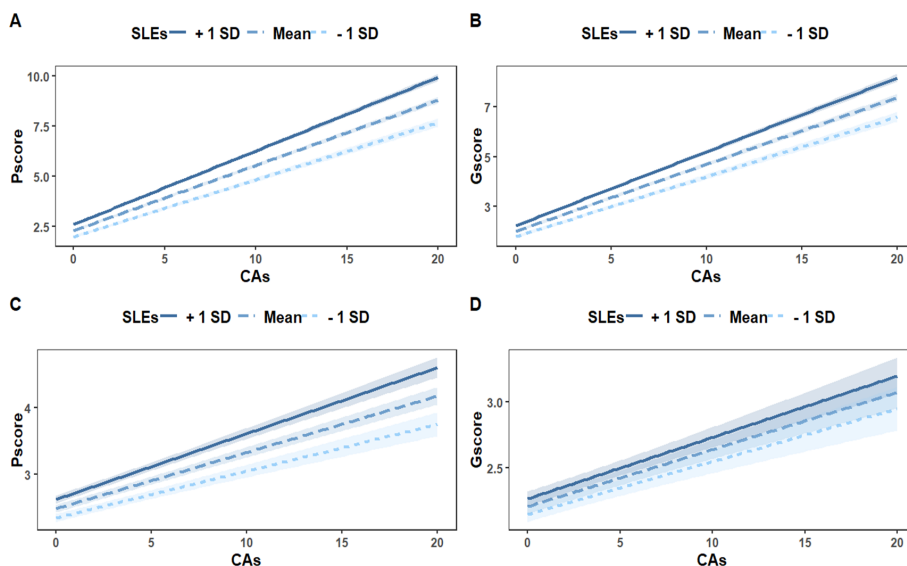 A
SLEs + 1 SD Mean - 1 SD
10.0
7.5
5.0
2.5
Pscore
0 5 10 15 20
CAs
B
SLEs + 1 SD Mean - 1 SD
7
5
3
Gscore
0 5 10 15 20
CAs
C
SLEs + 1 SD Mean - 1 SD
4
3
Pscore
0 5 10 15 20
CAs
D
SLEs + 1 SD Mean - 1 SD
3.0
2.5
Gscore
0 5 10 15 20
CAs